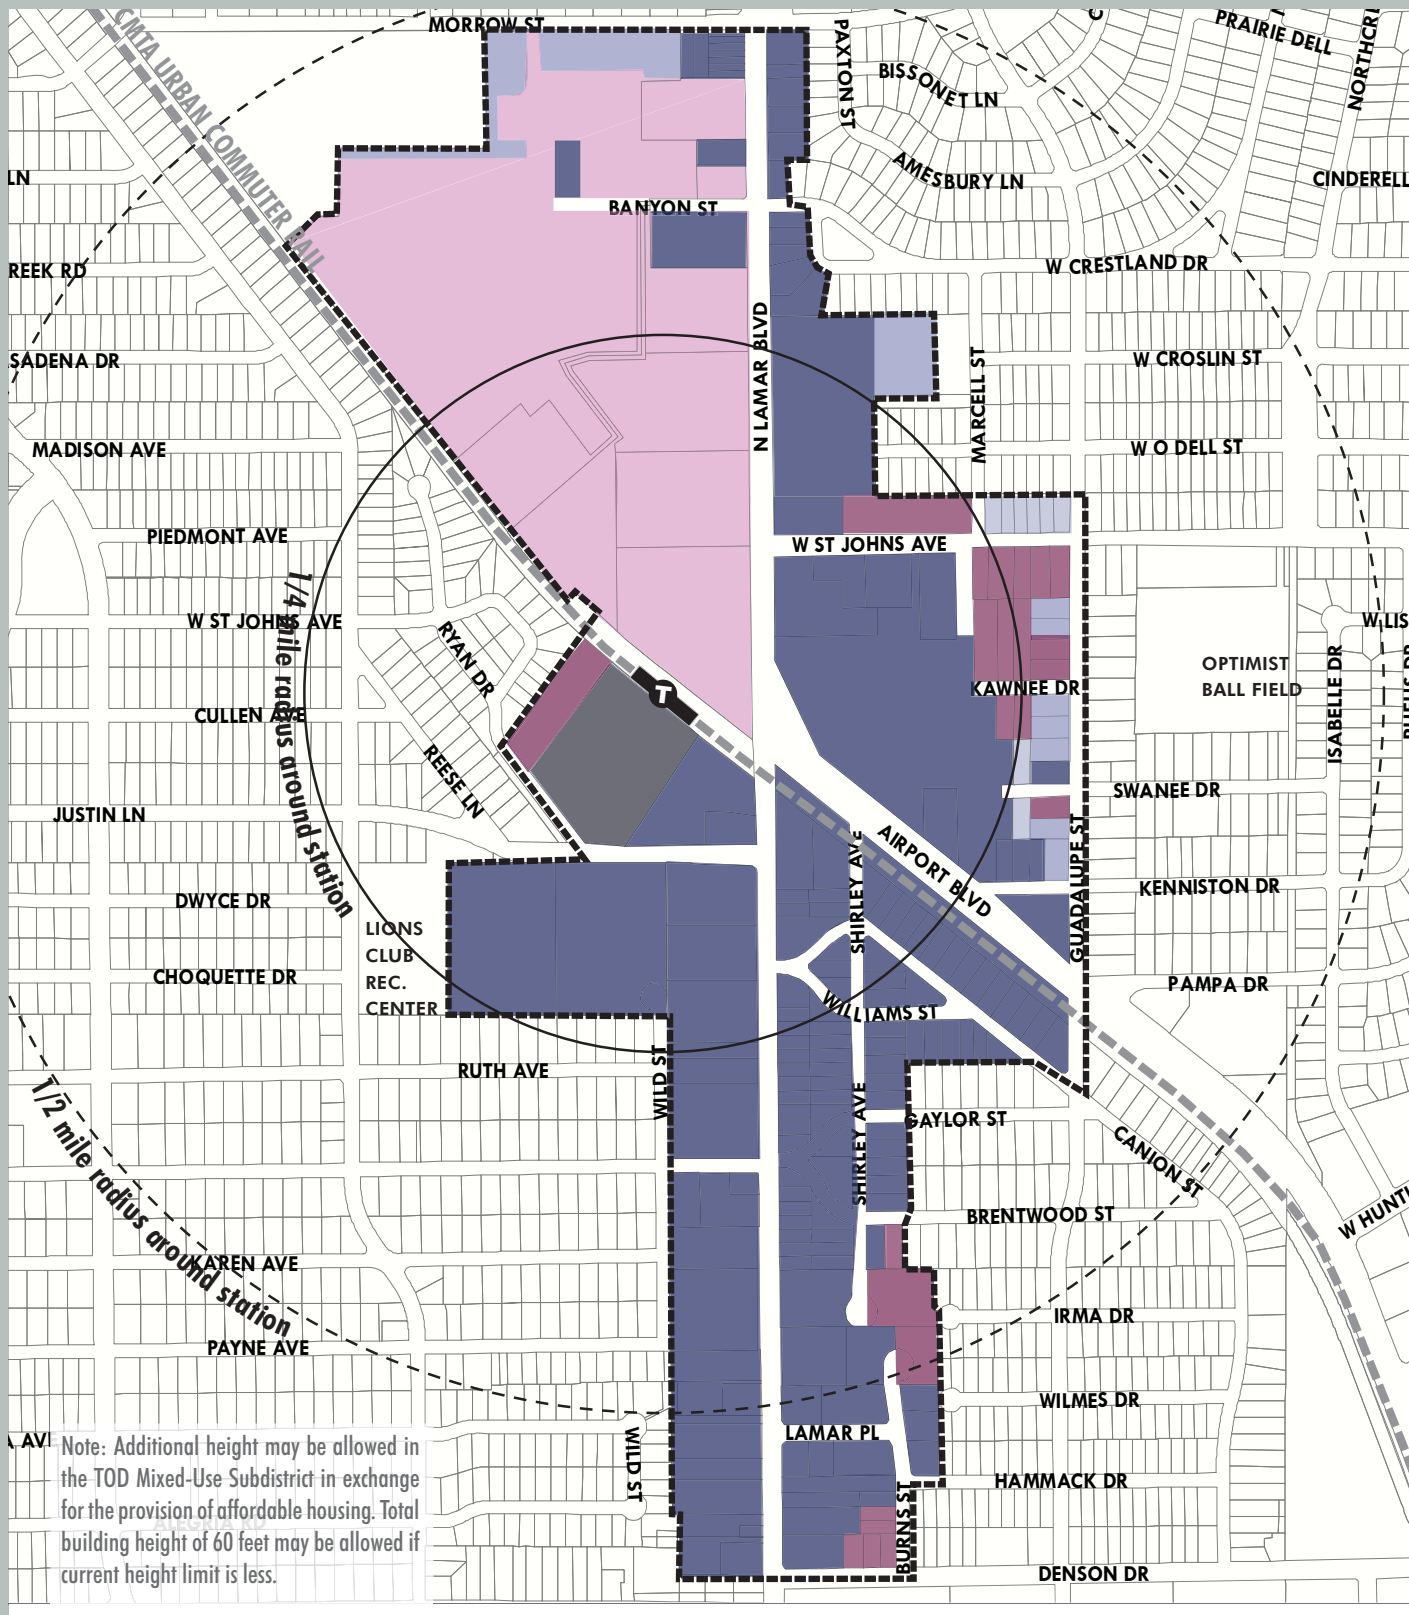 MORROW ST
CMTA URBAN COMMUTER RAIL
PAXTON ST
PRAIRIE DELL
NORTHCRE
BISSONET LN
AMESBURY LN
CINDERELL
LN
BANYON ST
W CRESTLAND DR
REEK RD
N LAMAR BLVD
SADENA DR
W CROSLIN ST
MARCELL ST
MADISON AVE
W O DELL ST
PIEDMONT AVE
W ST JOHNS AVE
1/4 mile radius around station
W ST JOHNS AVE
W LIS
RYAN DR
OPTIMIST
BALL FIELD
ISABELLE DR
KAWNEE DR
T
CULLEN AVE
REESE LN
SWANEE DR
JUSTIN LN
SHIRLEY AVE
AIRPORT BLVD
GUADALUPE ST
KENNISTON DR
DWYCE DR
LIONS
CLUB
REC.
CENTER
CHOQUETTE DR
PAMPA DR
WILLIAMS ST
RUTH AVE
WILD ST
1/2 mile radius around station
SHIRLEY AVE
GAYLOR ST
CANION ST
BRENTWOOD ST
W HUNTL
KAREN AVE
IRMA DR
PAYNE AVE
WILMES DR
LAMAR PL
A AVE
WILD ST
HAMMACK DR
BURNS ST
DENSON DR
ALEGRIA RD
Note: Additional height may be allowed in
the TOD Mixed-Use Subdistrict in exchange
for the provision of affordable housing. Total
building height of 60 feet may be allowed if
current height limit is less.